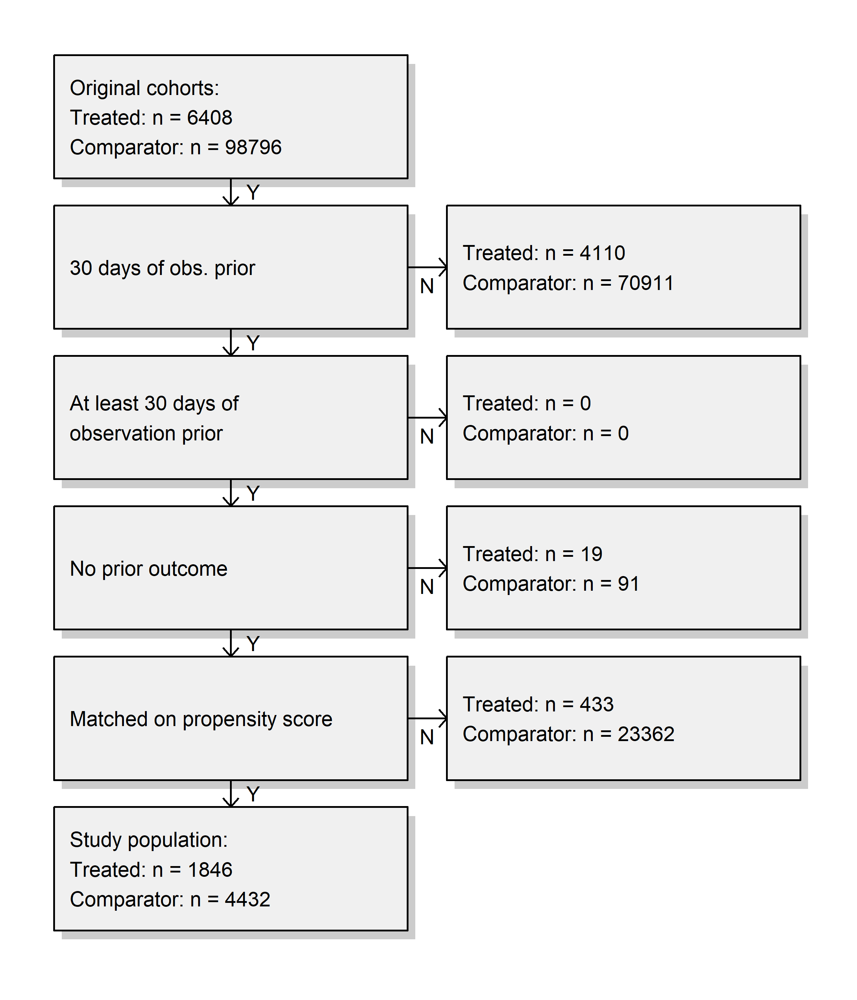 Original cohorts:
Treated: n = 6408
Comparator: n = 98796
Y
30 days of obs. prior
N
Treated: n = 4110
Comparator: n = 70911
Y
At least 30 days of
observation prior
N
Treated: n = 0
Comparator: n = 0
Y
No prior outcome
N
Treated: n = 19
Comparator: n = 91
Y
Matched on propensity score
N
Treated: n = 433
Comparator: n = 23362
Y
Study population:
Treated: n = 1846
Comparator: n = 4432